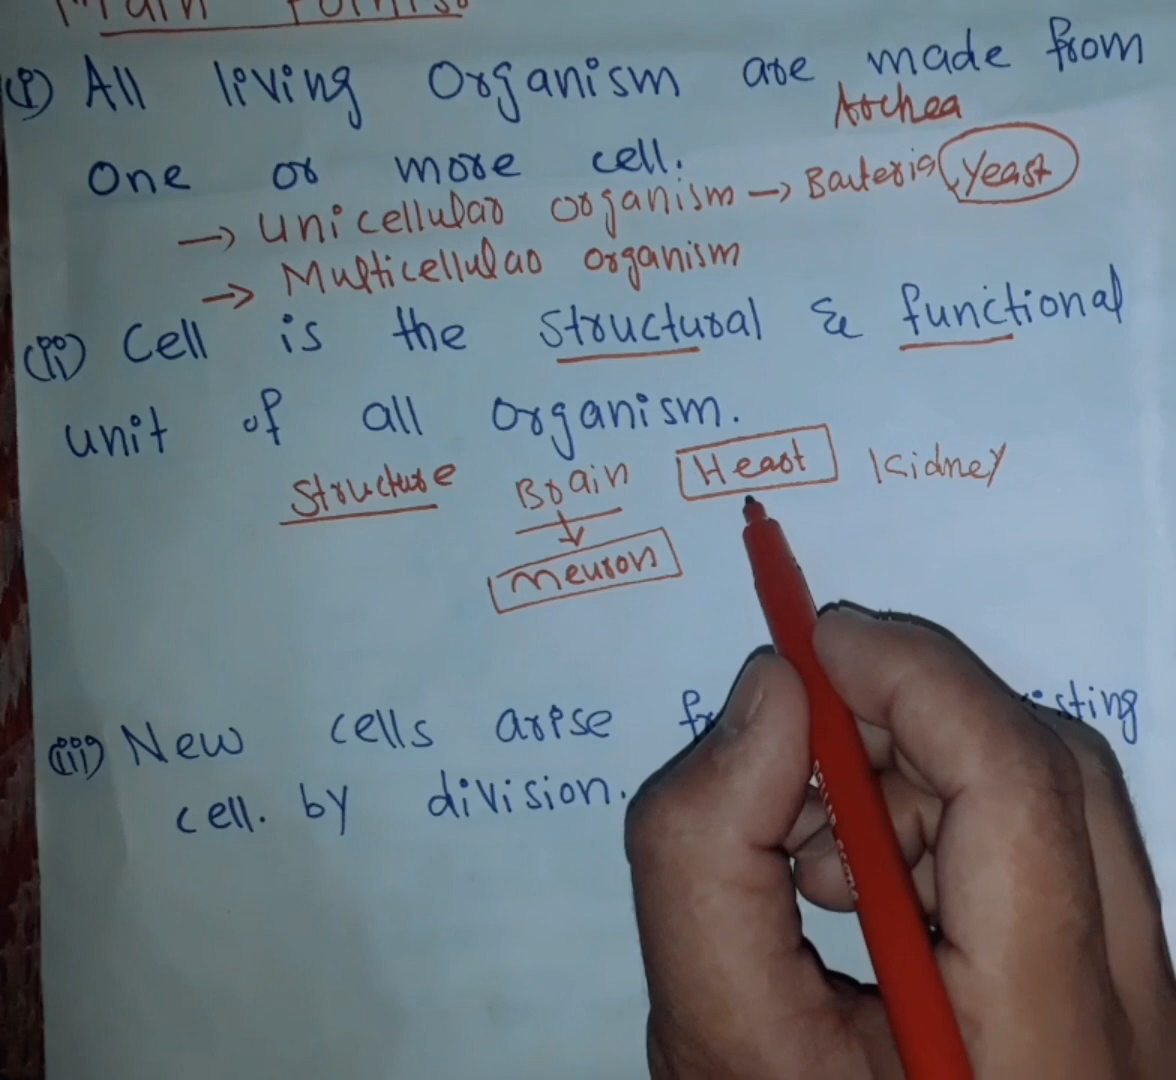 Main Points.
(i) All living Organism are made from
Archea
one or more cell.
→ Unicellular organism → Bacteria, Yeast
→ Multicellular organism
(ii) Cell is the structural & functional
unit of all organism.
Structure Brain Heart Kidney
↓
Neuron
(iii) New cells arise
cell. by division.